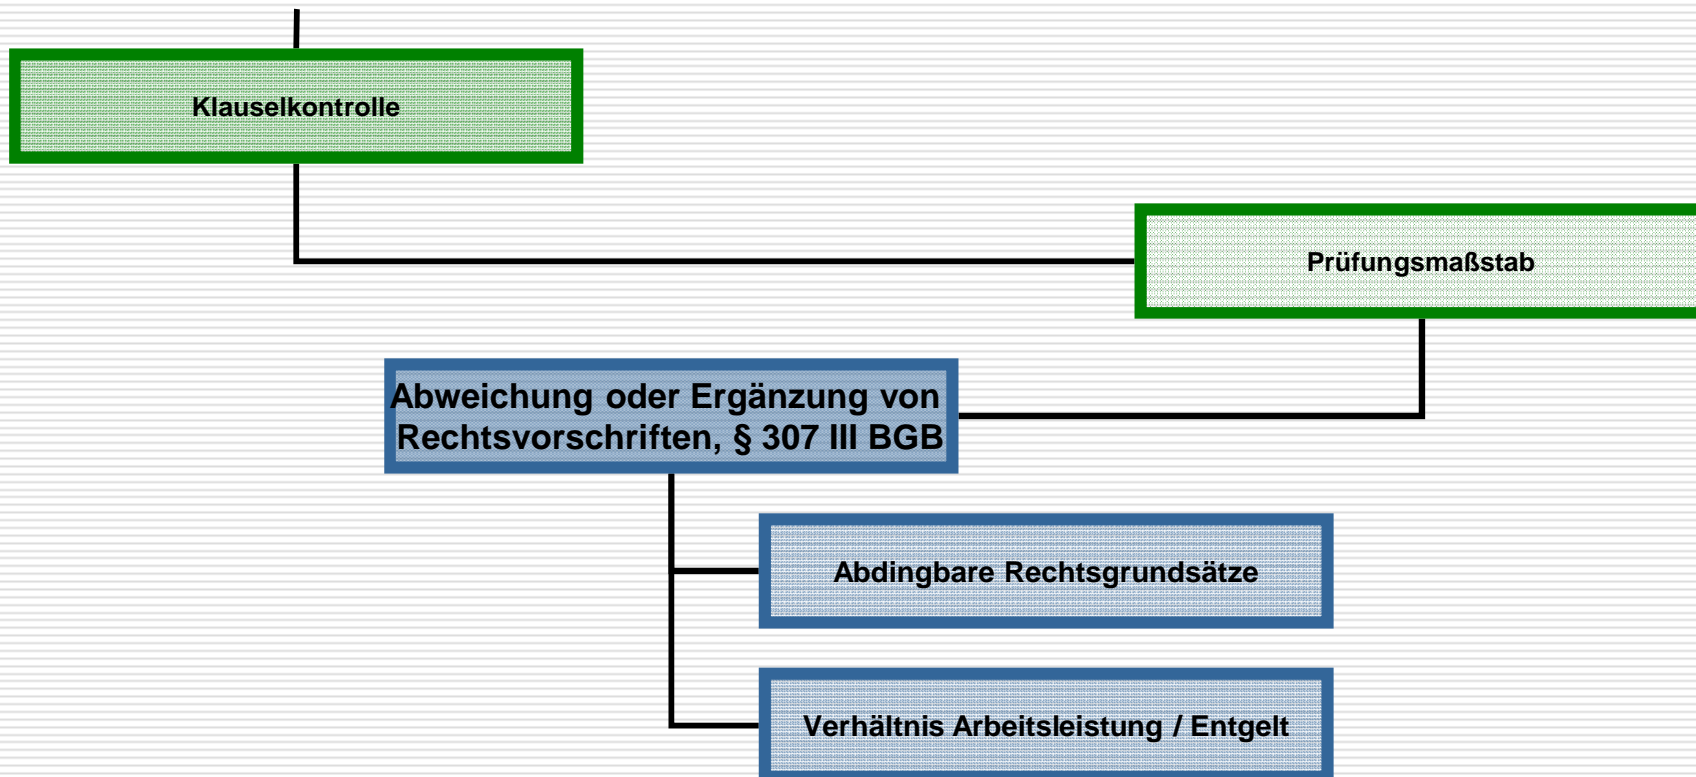 Klauselkontrolle
Prüfungsmaßstab
Abweichung oder Ergänzung von
Rechtsvorschriften, § 307 III BGB
Abdingbare Rechtsgrundsätze
Verhältnis Arbeitsleistung / Entgelt